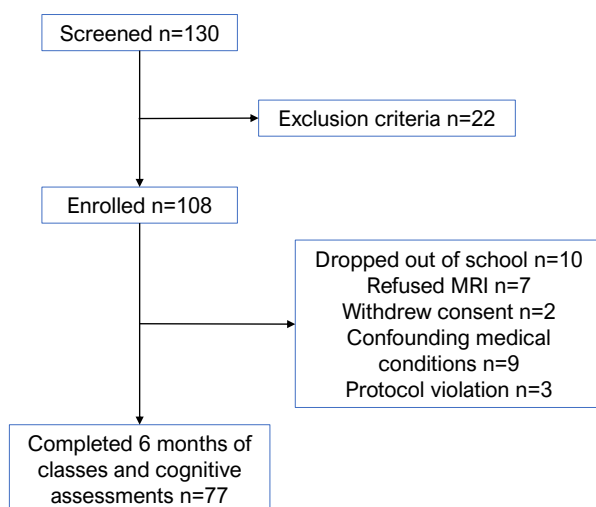 Screened n=130
Exclusion criteria n=22
Enrolled n=108
Dropped out of school n=10
Refused MRI n=7
Withdrew consent n=2
Confounding medical
conditions n=9
Protocol violation n=3
Completed 6 months of
classes and cognitive
assessments n=77